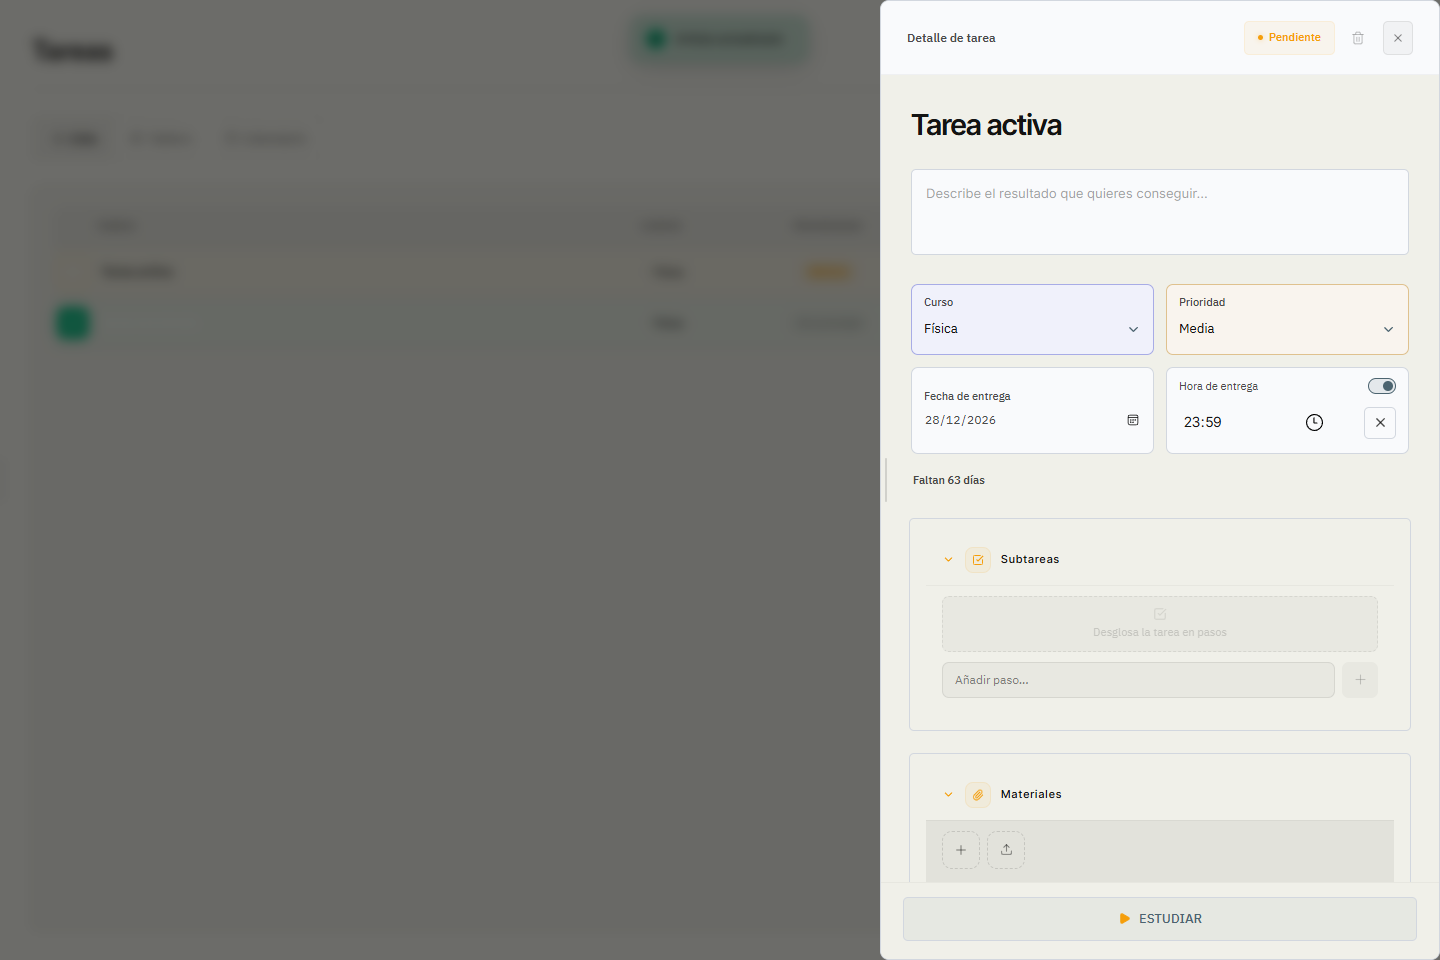 Tareas
Detalle de tarea
Pendiente
Tarea activa
Describe el resultado que quieres conseguir...
Curso
Física
Prioridad
Media
Fecha de entrega
28/12/2026
Hora de entrega
23:59
Faltan 63 días
Subtareas
Desglosa la tarea en pasos
Añadir paso...
Materiales
ESTUDIAR